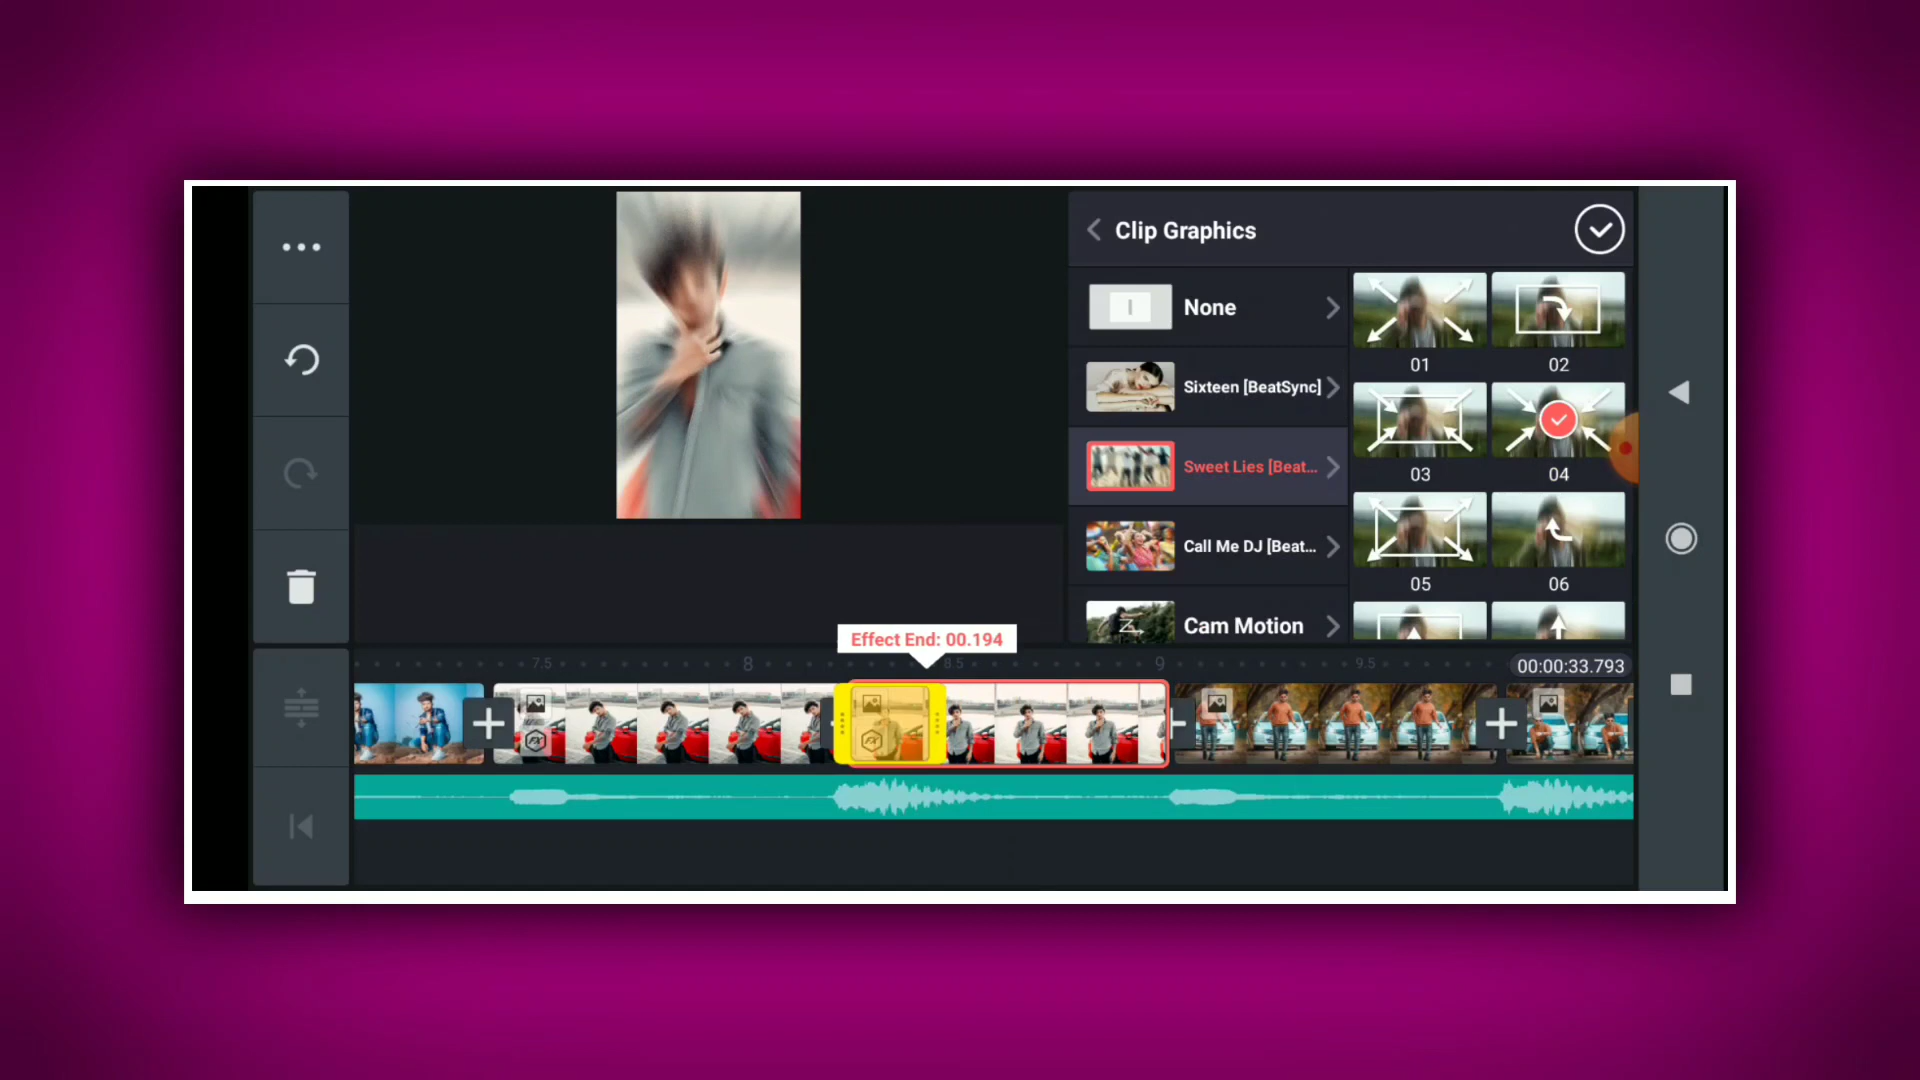 Clip Graphics
None
Sixteen [BeatSync]
Sweet Lies [Beat...
Call Me DJ [Beat...
Cam Motion
01
02
03
04
05
06
Effect End: 00.194
7.5
8
8.5
9
9.5
00:00:33.793